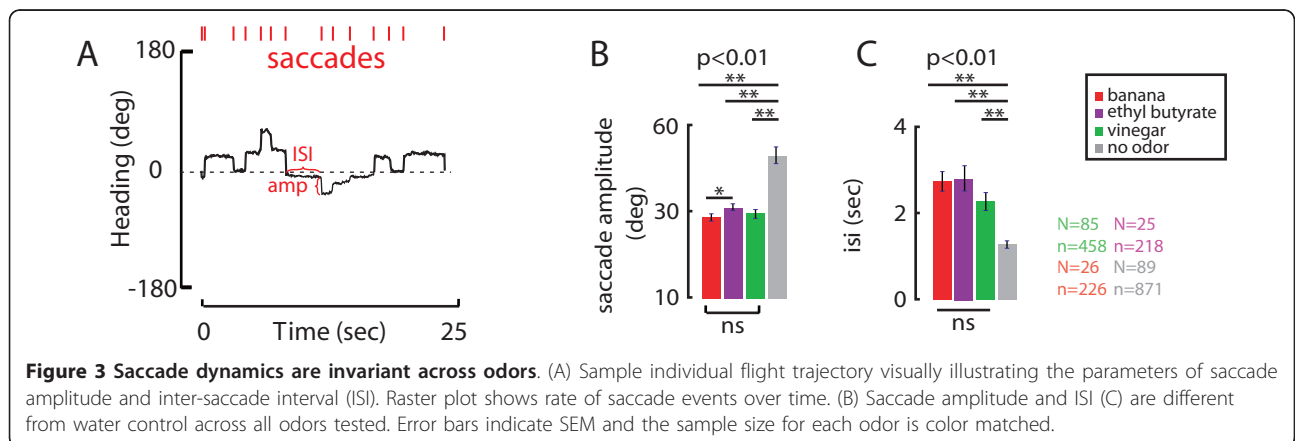 A
180
saccades
Heading (deg)
ISI
0
amp
-180
0
Time (sec)
25
B
p<0.01
**
**
**
60
saccade amplitude
(deg)
*
30
10
ns
C
p<0.01
**
**
**
4
isi (sec)
2
0
ns
banana
ethyl butyrate
vinegar
no odor
N=85 N=25
n=458 n=218
N=26 N=89
n=226 n=871
Figure 3 Saccade dynamics are invariant across odors. (A) Sample individual flight trajectory visually illustrating the parameters of saccade
amplitude and inter-saccade interval (ISI). Raster plot shows rate of saccade events over time. (B) Saccade amplitude and ISI (C) are different
from water control across all odors tested. Error bars indicate SEM and the sample size for each odor is color matched.